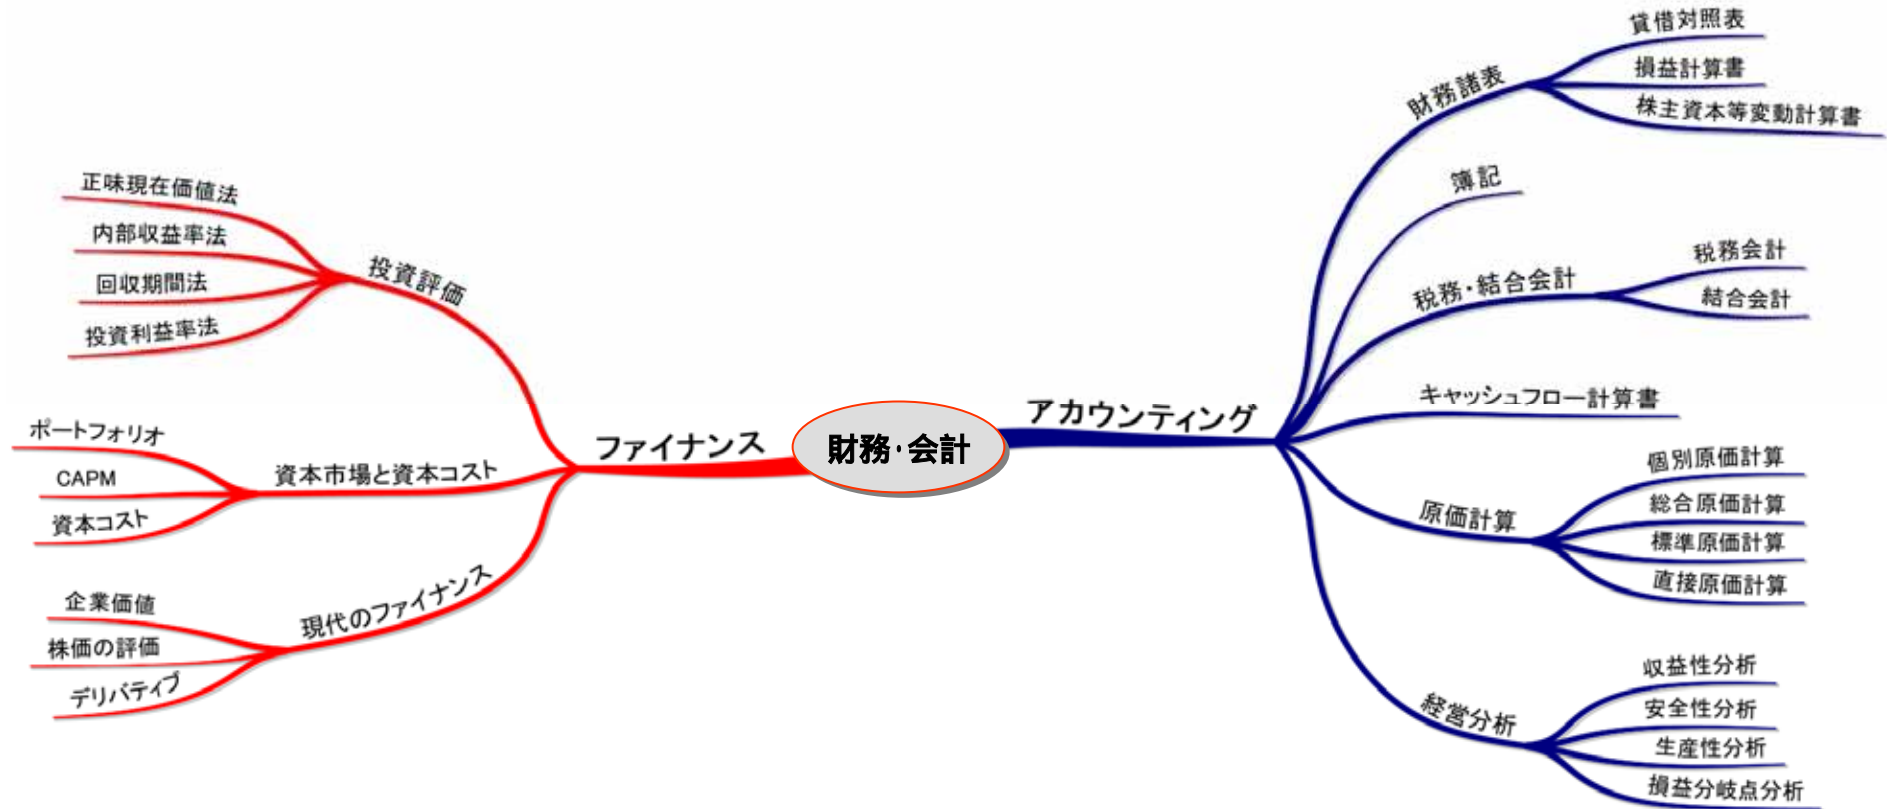 財務・会計
アカウンティング
財務諸表
貸借対照表
損益計算書
株主資本等変動計算書
簿記
税務・結合会計
税務会計
結合会計
キャッシュフロー計算書
原価計算
個別原価計算
総合原価計算
標準原価計算
直接原価計算
経営分析
収益性分析
安全性分析
生産性分析
損益分岐点分析
ファイナンス
投資評価
正味現在価値法
内部収益率法
回収期間法
投資利益率法
資本市場と資本コスト
ポートフォリオ
CAPM
資本コスト
現代のファイナンス
企業価値
株価の評価
デリバティブ